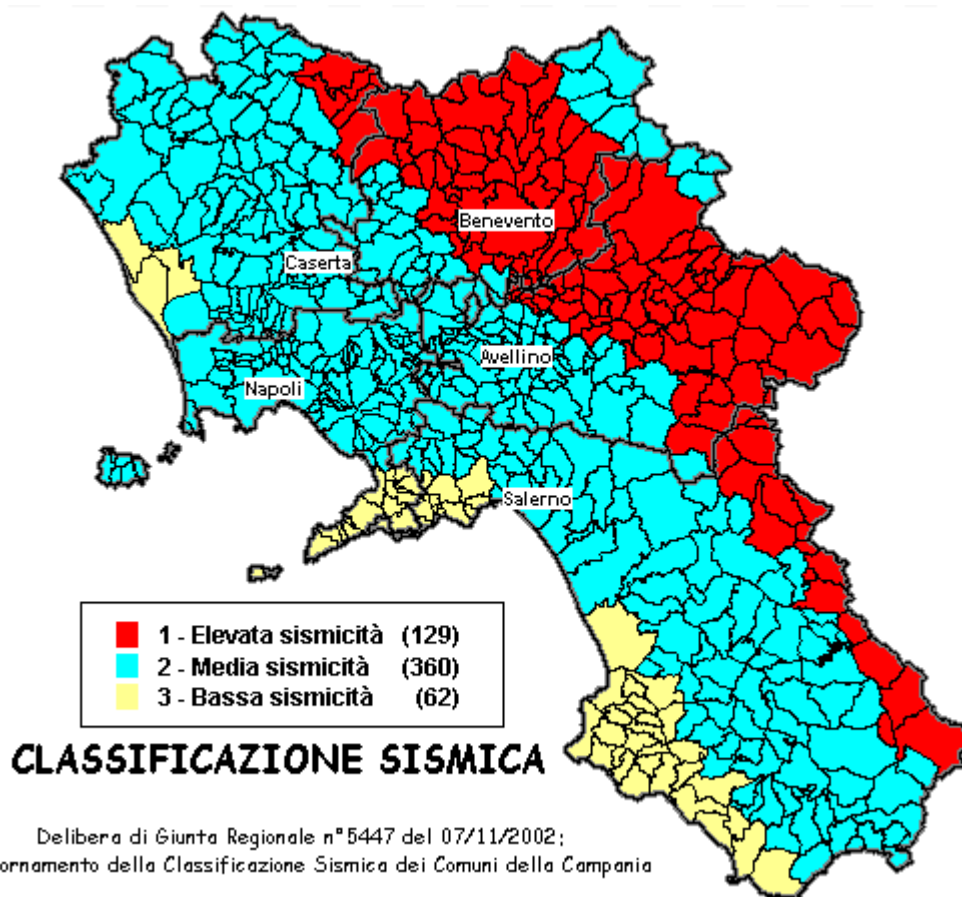 Benevento
Caserta
Avellino
Napoli
Salerno
1 - Elevata sismicità (129)
2 - Media sismicità (360)
3 - Bassa sismicità (62)
CLASSIFICAZIONE SISMICA
Delibera di Giunta Regionale n°5447 del 07/11/2002;
ornamento della Classificazione Sismica dei Comuni della Campania